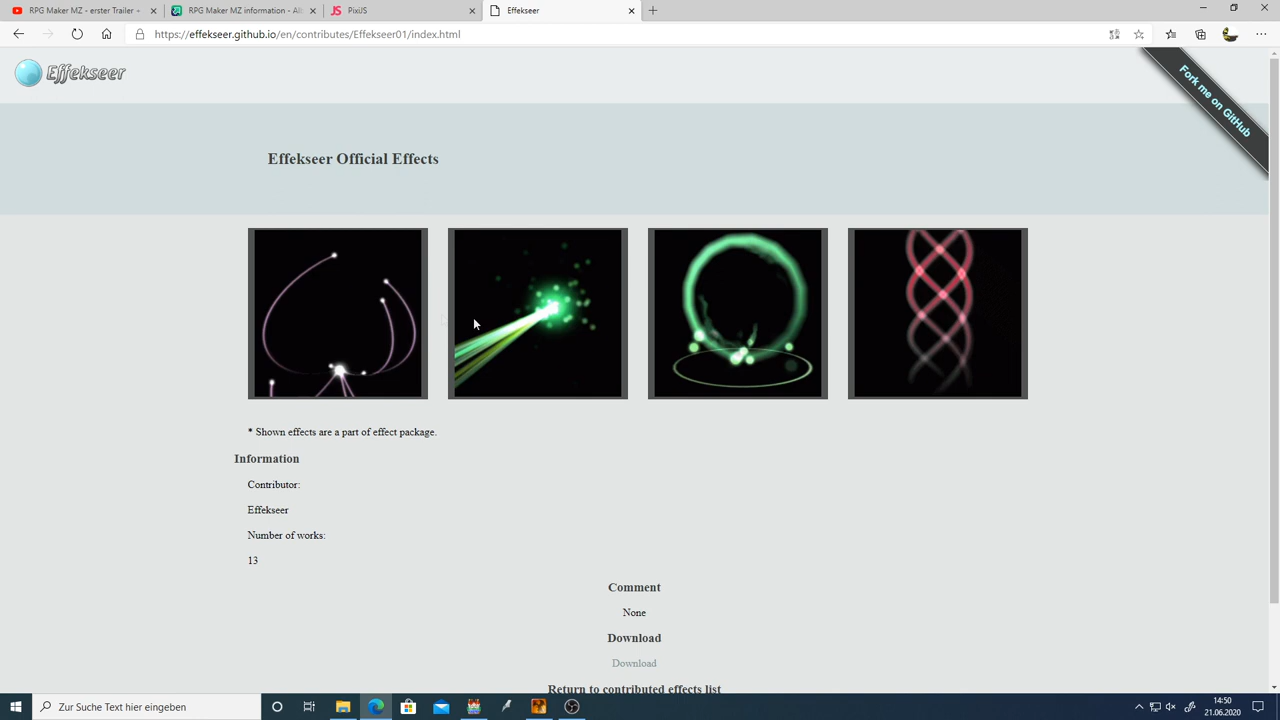 RPG Maker MZ - erster Trailer -
RPG Maker MZ information - Alt
JS PixiJS
Effekseer
https://effekseer.github.io/en/contributes/Effekseer01/index.html
Effekseer
Fork me on GitHub
Effekseer Official Effects
* Shown effects are a part of effect package.
Information
Contributor:
Effekseer
Number of works:
13
Comment
None
Download
Download
Return to contributed effects list
Zur Suche Text hier eingeben
14:50
21.06.2020